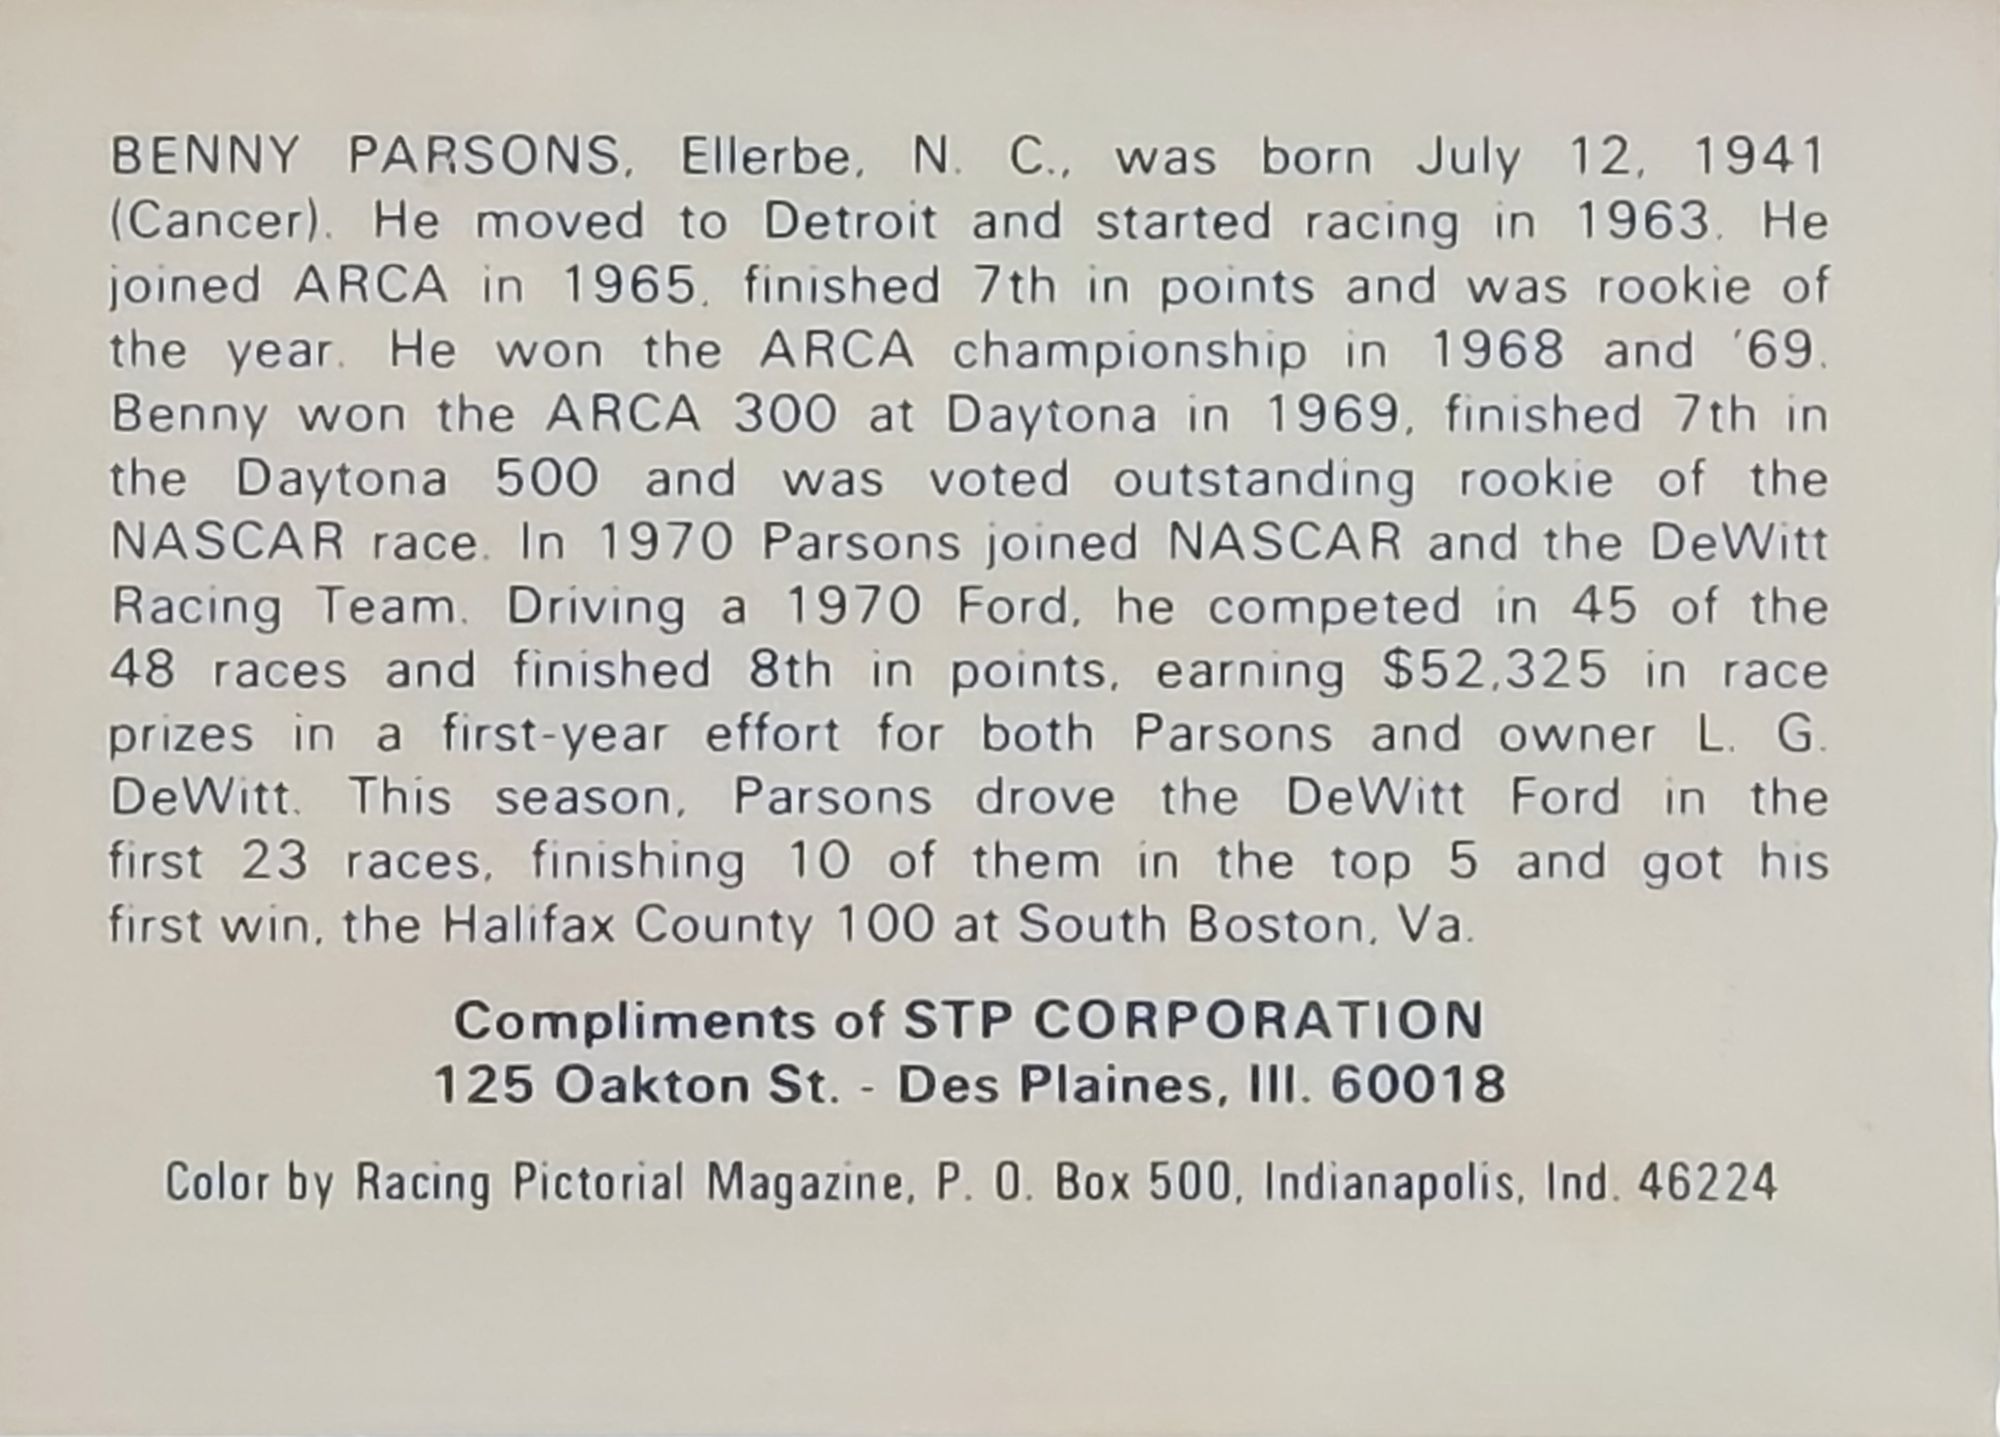 BENNY PARSONS, Ellerbe, N. C., was born July 12, 1941
(Cancer). He moved to Detroit and started racing in 1963. He
joined ARCA in 1965, finished 7th in points and was rookie of
the year. He won the ARCA championship in 1968 and '69.
Benny won the ARCA 300 at Daytona in 1969, finished 7th in
the Daytona 500 and was voted outstanding rookie of the
NASCAR race. In 1970 Parsons joined NASCAR and the DeWitt
Racing Team. Driving a 1970 Ford, he competed in 45 of the
48 races and finished 8th in points, earning $52,325 in race
prizes in a first-year effort for both Parsons and owner L. G.
DeWitt. This season, Parsons drove the DeWitt Ford in the
first 23 races, finishing 10 of them in the top 5 and got his
first win, the Halifax County 100 at South Boston, Va.
Compliments of STP CORPORATION
125 Oakton St. - Des Plaines, Ill. 60018
Color by Racing Pictorial Magazine, P. O. Box 500, Indianapolis, Ind. 46224